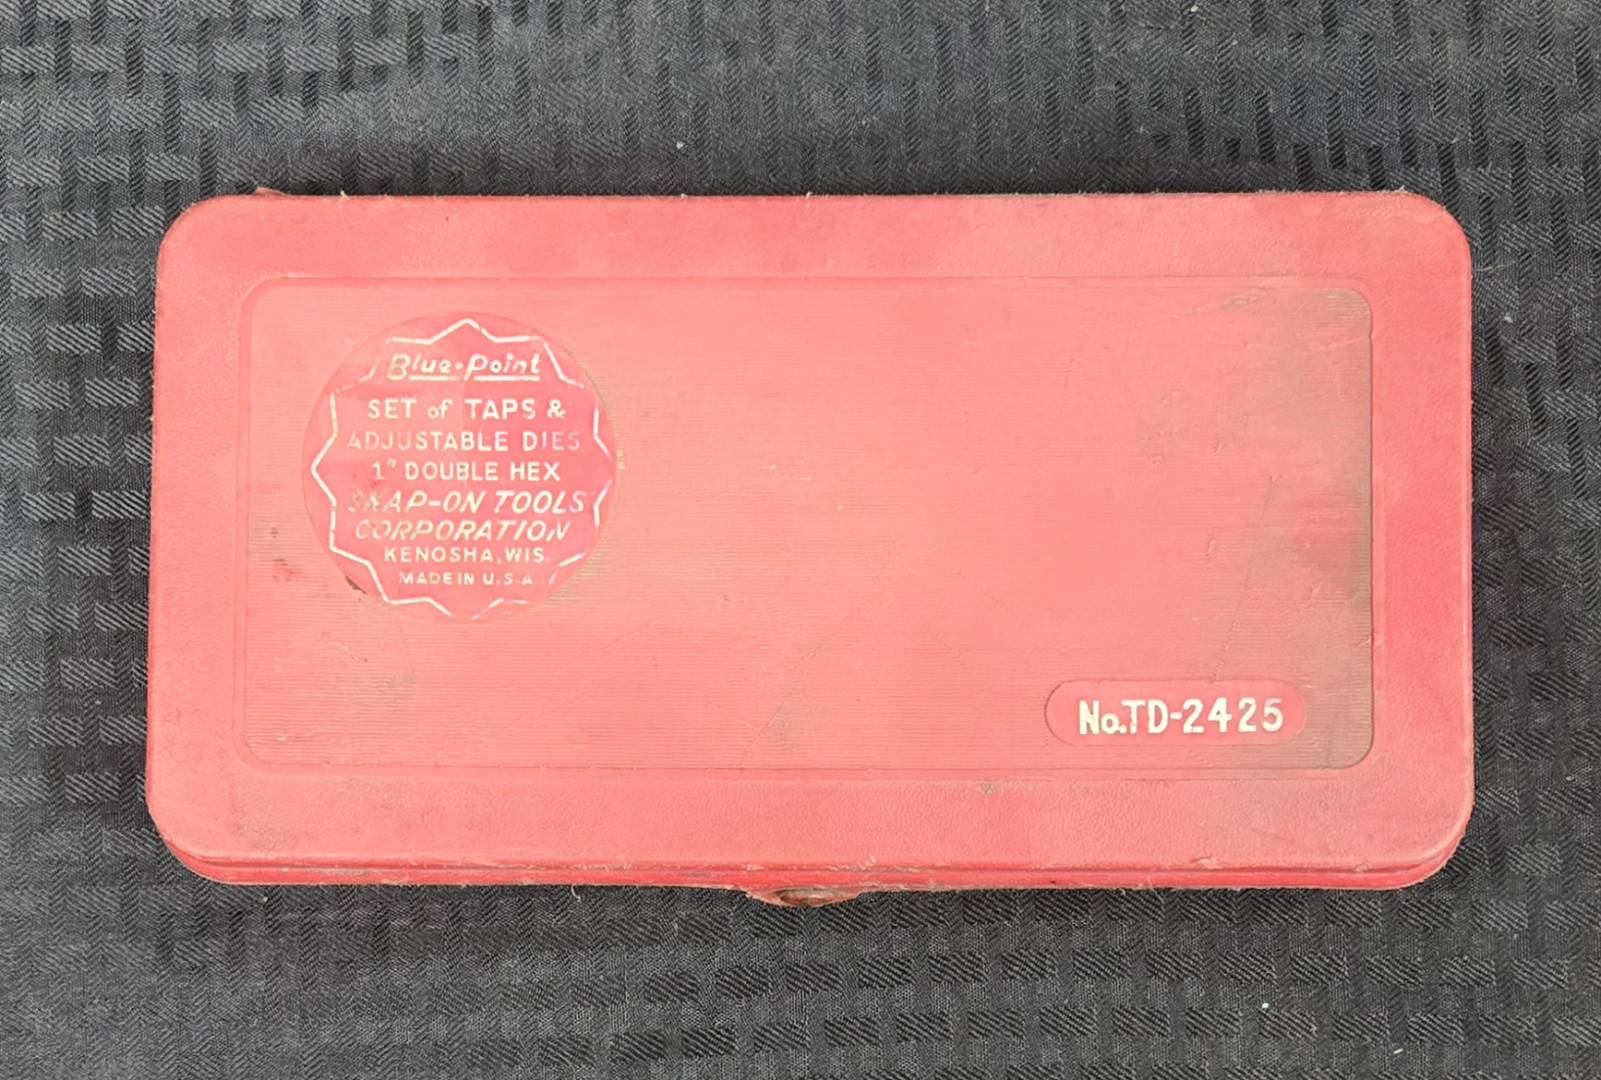 Blue-Point
SET of TAPS &
ADJUSTABLE DIES
1" DOUBLE HEX
SNAP-ON TOOLS
CORPORATION
KENOSHA, WIS.
MADE IN U.S.A
No.TD-2425